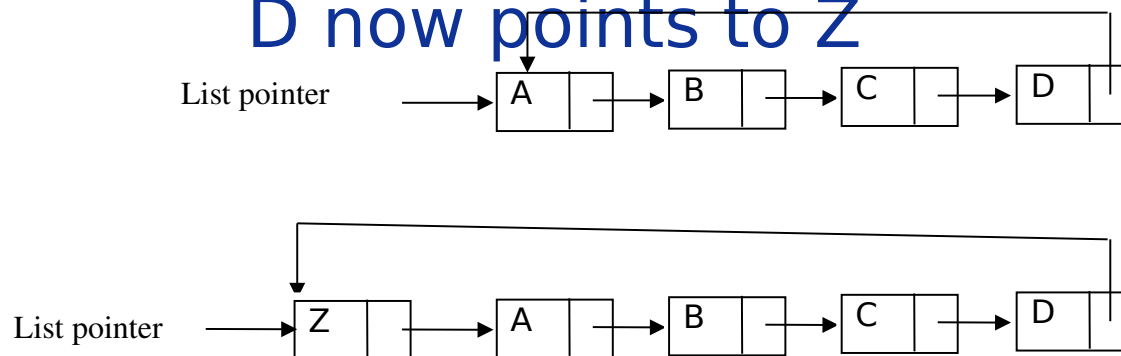 D now points to Z
List pointer A B C D
List pointer Z A B C D